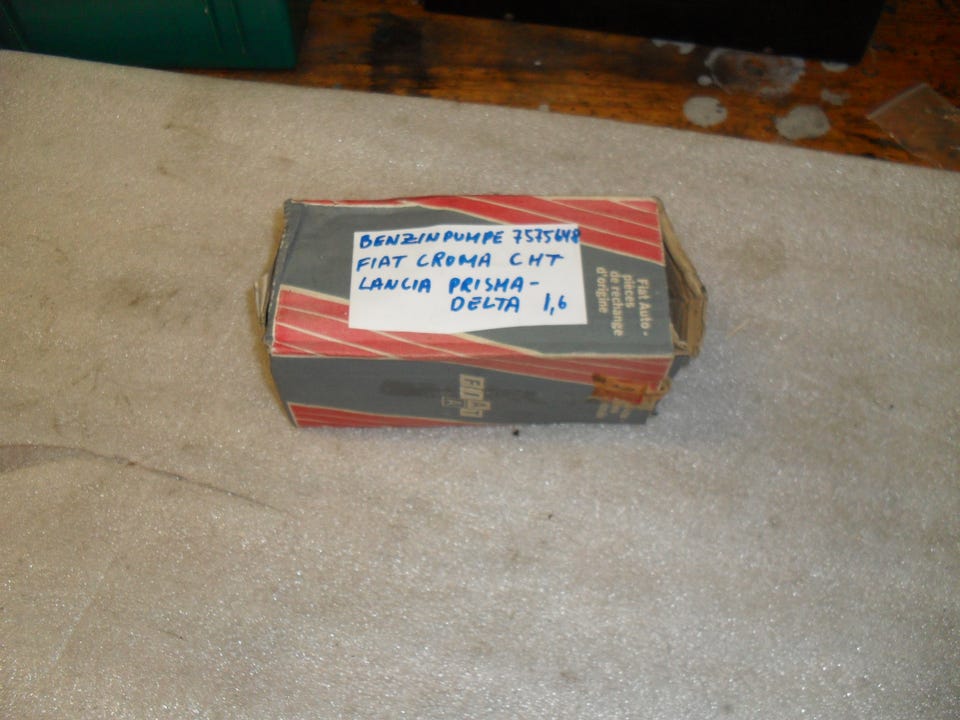 BENZINPUMPE 7575648
FIAT CROMA CHT
LANCIA PRISMA-
DELTA 1,6
Fiat Auto -
pièces
de rechange
d'origine